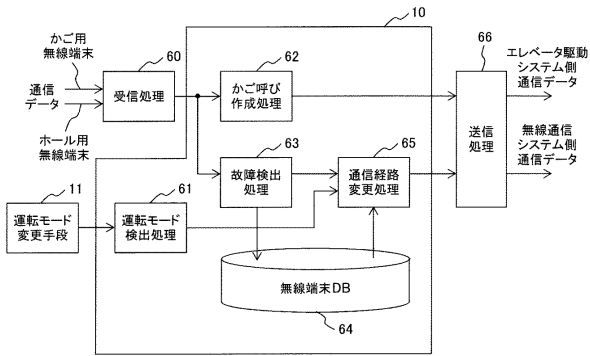 10
かご用
無線端末
60
62
66
エレベータ駆動
システム側
通信データ
通信
データ
受信処理
かご呼び
作成処理
ホール用
無線端末
送信
処理
無線通信
システム側
通信データ
63
65
故障検出
処理
通信経路
変更処理
11
61
運転モード
変更手段
運転モード
検出処理
無線端末DB
64